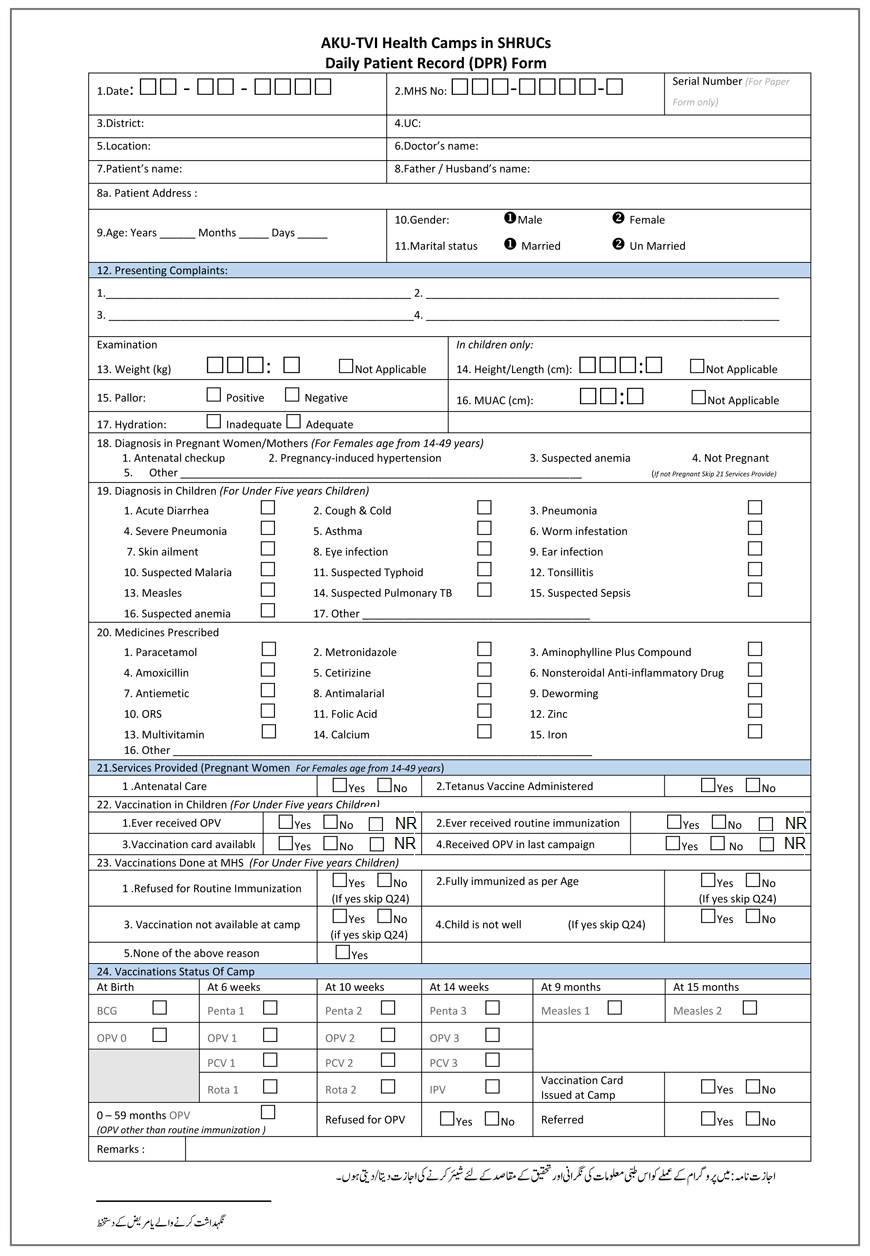 AKU-TVI Health Camps in SHRUCs
Daily Patient Record (DPR) Form
1.Date: - - 2.MHS No: - - Serial Number (For Paper Form only)
3.District: 4.UC:
5.Location: 6.Doctor's name:
7.Patient's name: 8.Father / Husband's name:
8a. Patient Address :
9.Age: Years ______ Months _____ Days _____
10.Gender: ❶Male ❷ Female
11.Marital status ❶ Married ❷ Un Married
12. Presenting Complaints:
1. 2.
3. 4.
Examination In children only:
13. Weight (kg) : Not Applicable 14. Height/Length (cm): : Not Applicable
15. Pallor: Positive Negative 16. MUAC (cm): : Not Applicable
17. Hydration: Inadequate Adequate
18. Diagnosis in Pregnant Women/Mothers (For Females age from 14-49 years)
1. Antenatal checkup 2. Pregnancy-induced hypertension 3. Suspected anemia 4. Not Pregnant
5. Other (If not Pregnant Skip 21 Services Provide)
19. Diagnosis in Children (For Under Five years Children)
1. Acute Diarrhea 2. Cough & Cold 3. Pneumonia
4. Severe Pneumonia 5. Asthma 6. Worm infestation
7. Skin ailment 8. Eye infection 9. Ear infection
10. Suspected Malaria 11. Suspected Typhoid 12. Tonsillitis
13. Measles 14. Suspected Pulmonary TB 15. Suspected Sepsis
16. Suspected anemia 17. Other
20. Medicines Prescribed
1. Paracetamol 2. Metronidazole 3. Aminophylline Plus Compound
4. Amoxicillin 5. Cetirizine 6. Nonsteroidal Anti-inflammatory Drug
7. Antiemetic 8. Antimalarial 9. Deworming
10. ORS 11. Folic Acid 12. Zinc
13. Multivitamin 14. Calcium 15. Iron
16. Other
21.Services Provided (Pregnant Women For Females age from 14-49 years)
1 .Antenatal Care Yes No 2.Tetanus Vaccine Administered Yes No
22. Vaccination in Children (For Under Five years Children)
1.Ever received OPV Yes No NR 2.Ever received routine immunization Yes No NR
3.Vaccination card available Yes No NR 4.Received OPV in last campaign Yes No NR
23. Vaccinations Done at MHS (For Under Five years Children)
1 .Refused for Routine Immunization Yes No (If yes skip Q24) 2.Fully immunized as per Age Yes No (If yes skip Q24)
3. Vaccination not available at camp Yes No (if yes skip Q24) 4.Child is not well (If yes skip Q24) Yes No
5.None of the above reason Yes
24. Vaccinations Status Of Camp
At Birth At 6 weeks At 10 weeks At 14 weeks At 9 months At 15 months
BCG Penta 1 Penta 2 Penta 3 Measles 1 Measles 2
OPV 0 OPV 1 OPV 2 OPV 3
PCV 1 PCV 2 PCV 3
Rota 1 Rota 2 IPV Vaccination Card Issued at Camp Yes No
0 – 59 months OPV Refused for OPV Yes No Referred Yes No
(OPV other than routine immunization )
Remarks :
اجازت نامہ: میں پروگرام کے عملے کو اس طبتی معلومات کی نگرانی اور تحقیق کے مقاصد کے لئے شیئر کرنے کی اجازت دیتا/دیتی ہوں۔
نگہداشت کرنے والے یا مریض کے دستخط